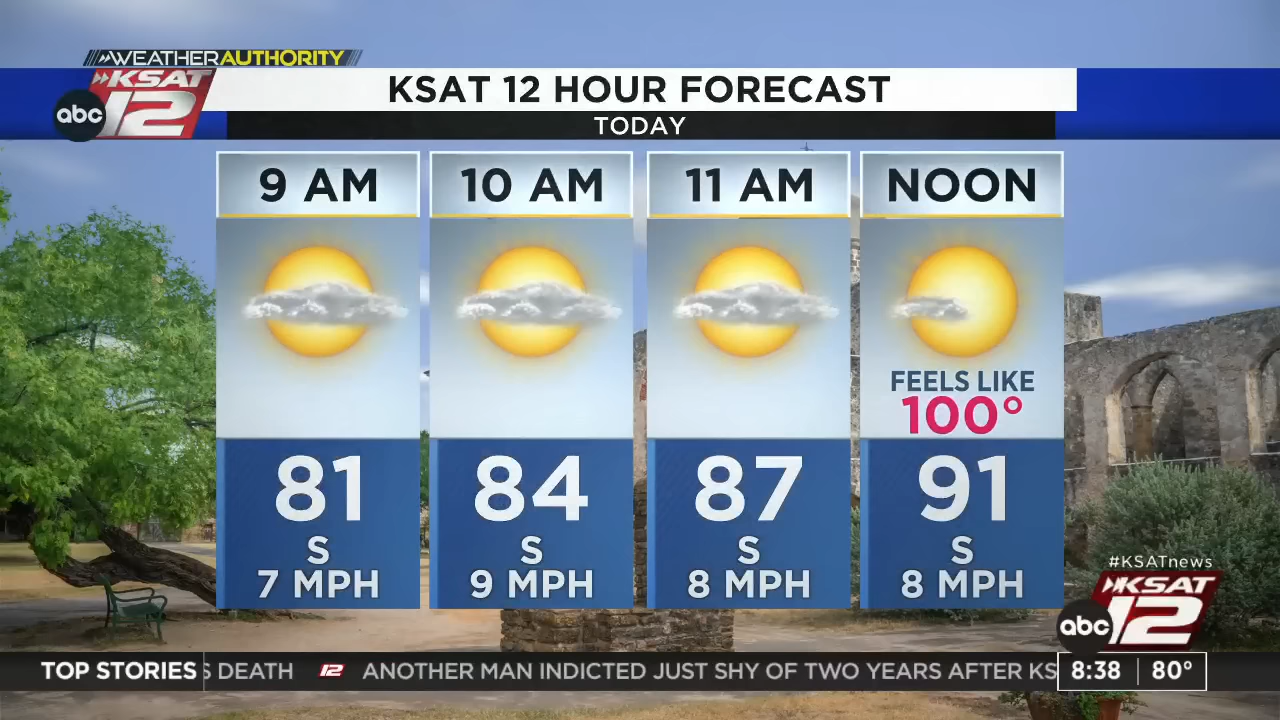 WEATHERAUTHORITY
KSAT
12
abc
KSAT 12 HOUR FORECAST
TODAY
9 AM
10 AM
11 AM
NOON
FEELS LIKE
100°
81
S
7 MPH
84
S
9 MPH
87
S
8 MPH
91
S
8 MPH
#KSATnews
KSAT
abc
12
TOP STORIES
DEATH 12 ANOTHER MAN INDICTED JUST SHY OF TWO YEARS AFTER KS
8:38 80°